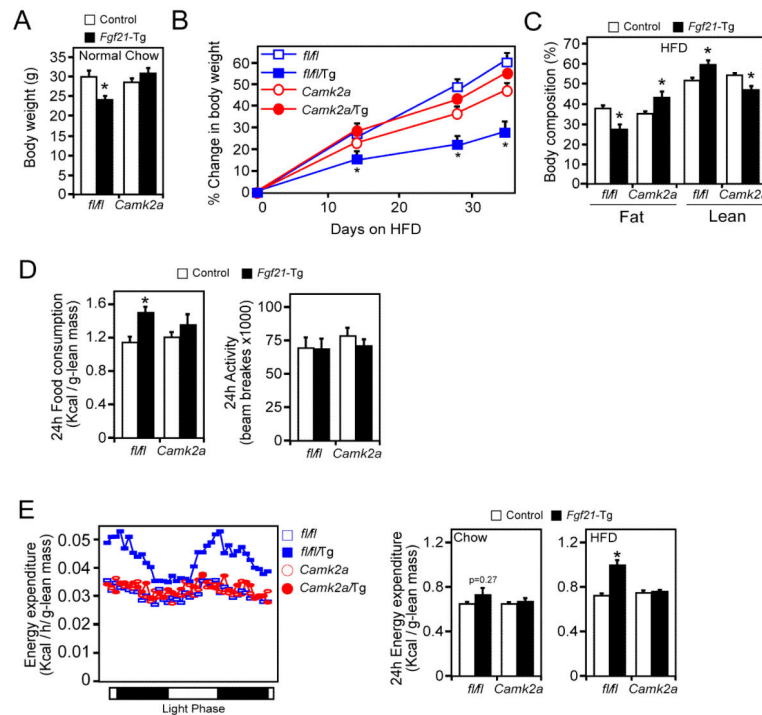 A
Control
Fgf21-Tg
Normal Chow
Body weight (g)
40
35
30
25
20
15
10
5
0
*
fl/fl
Camk2a
B
% Change in body weight
60
50
40
30
20
10
0
fl/fl
fl/fl/Tg
Camk2a
Camk2a/Tg
*
*
*
0
10
20
30
Days on HFD
C
Control
Fgf21-Tg
HFD
Body composition (%)
70
60
50
40
30
20
10
0
*
*
*
*
fl/fl
Camk2a
fl/fl
Camk2a
Fat
Lean
D
Control
Fgf21-Tg
24h Food consumption
(Kcal / g-lean mass)
1.6
1.2
.8
.4
0
*
fl/fl
Camk2a
24h Activity
(beam breakes x1000)
100
75
50
25
0
fl/fl
Camk2a
E
Energy expenditure
(Kcal / h/ g-lean mass)
0.05
0.04
0.03
0.02
0.01
0
Light Phase
fl/fl
fl/fl/Tg
Camk2a
Camk2a/Tg
Control
Fgf21-Tg
24h Energy expenditure
(Kcal / g-lean mass)
Chow
1.2
0.8
0.4
0
p=0.27
fl/fl
Camk2a
HFD
1.2
0.8
0.4
0
*
fl/fl
Camk2a